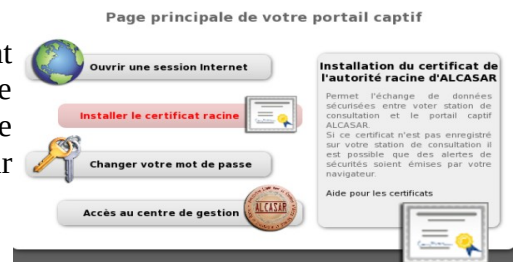 Page principale de votre portail captif
nt
e
e
r
Ouvrir une session Internet
Installer le certificat racine
Changer votre mot de passe
Accès au centre de gestion
ALCASAR
Installation du certificat de
l'autorité racine d'ALCASAR
Permet l'échange de données
sécurisées entre voter station de
consultation et le portail captif
ALCASAR.
Si ce certificat n'est pas enregistré
sur votre station de consultation il
est possible que des alertes de
sécurités soient émises par votre
navigateur.
Aide pour les certificats